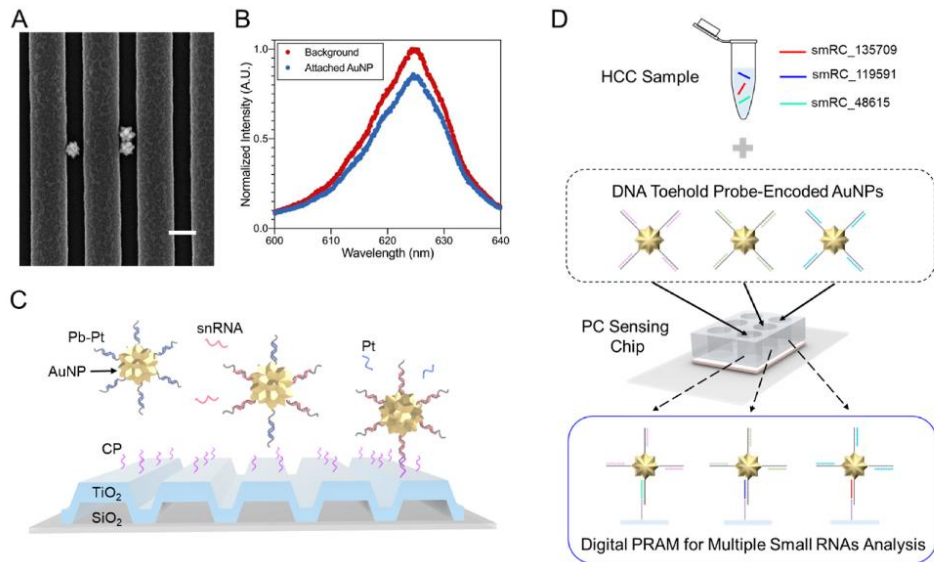 A
B
1.0
0.5
0.0
Normalized Intensity (A.U.)
Background
Attached AuNP
600
610
620
630
640
Wavelength (nm)
C
Pb-Pt
AuNP
snRNA
Pt
CP
TiO₂
SiO₂
D
HCC Sample
smRC_135709
smRC_119591
smRC_48615
DNA Toehold Probe-Encoded AuNPs
PC Sensing
Chip
Digital PRAM for Multiple Small RNAs Analysis